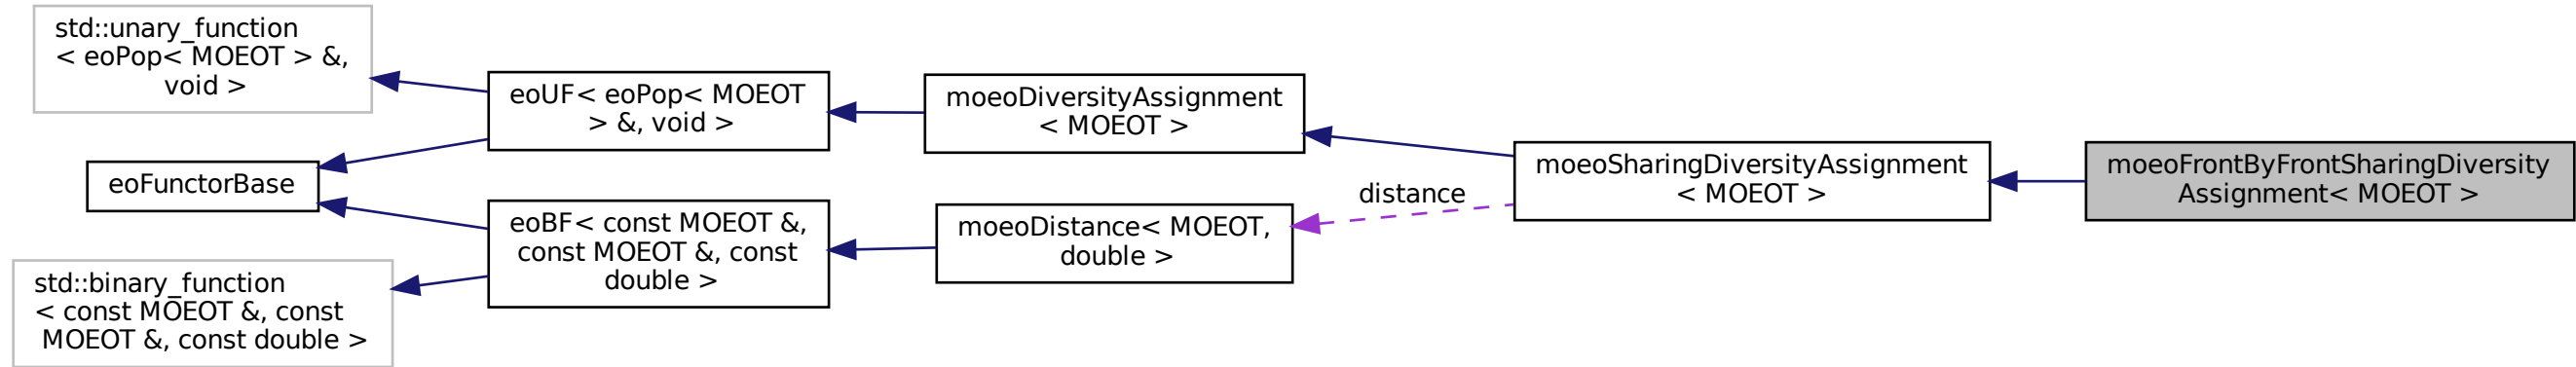 std::unary_function
< eoPop< MOEOT > &,
void >
eoFunctorBase
std::binary_function
< const MOEOT &, const
MOEOT &, const double >
eoUF< eoPop< MOEOT
> &, void >
eoBF< const MOEOT &,
const MOEOT &, const
double >
moeoDiversityAssignment
< MOEOT >
moeoDistance< MOEOT,
double >
distance
moeoSharingDiversityAssignment
< MOEOT >
moeoFrontByFrontSharingDiversity
Assignment< MOEOT >